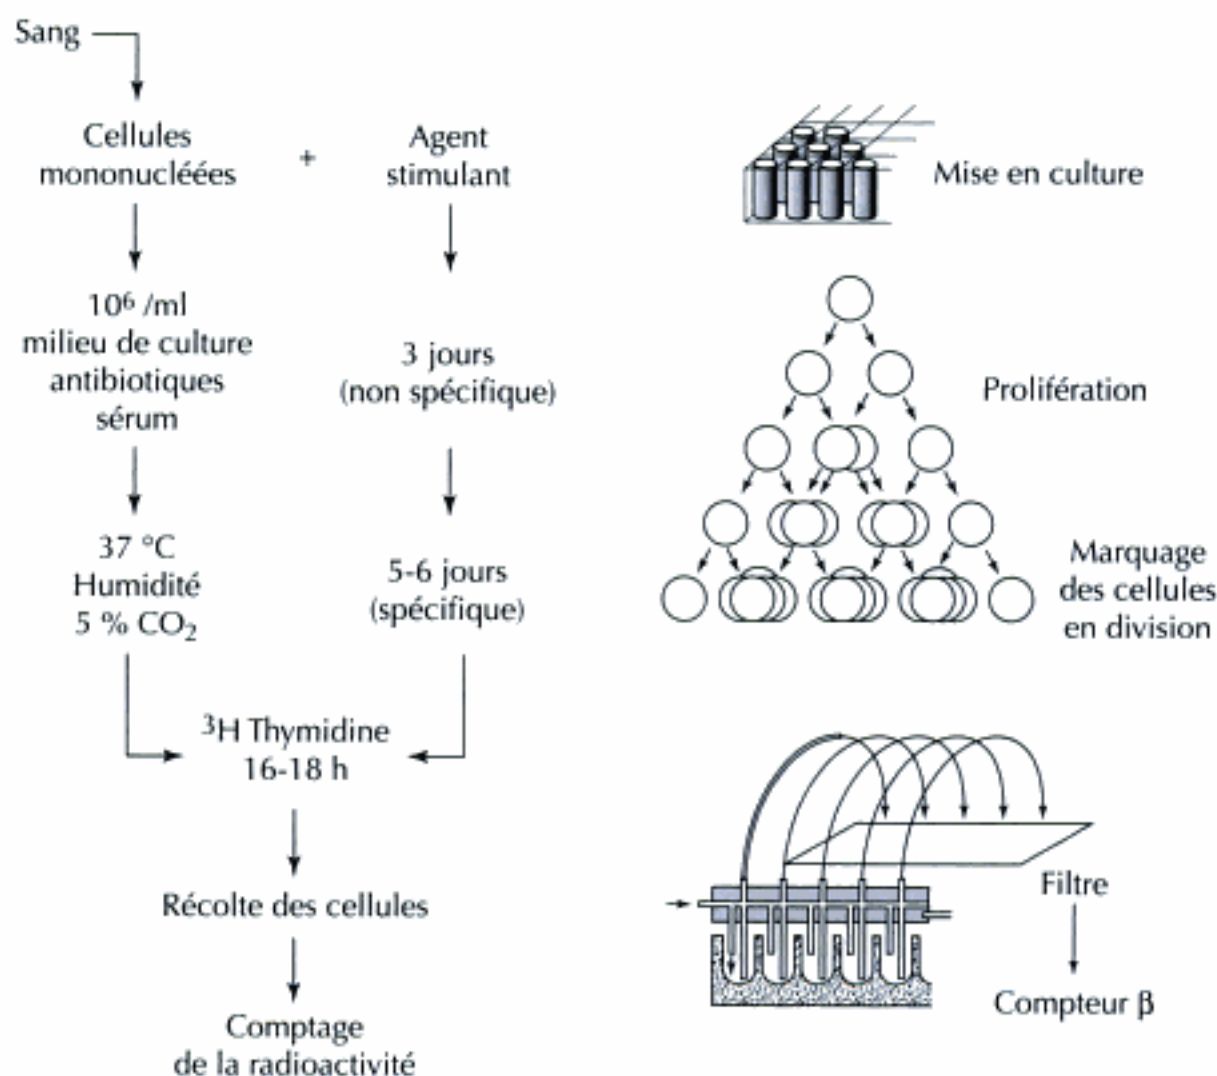 Sang
Cellules
mononucléées
+
Agent
stimulant
10⁶ /ml
milieu de culture
antibiotiques
sérum
3 jours
(non spécifique)
37 °C
Humidité
5 % CO₂
5-6 jours
(spécifique)
³H Thymidine
16-18 h
Récolte des cellules
Comptage
de la radioactivité
Mise en culture
Prolifération
Marquage
des cellules
en division
Filtre
Compteur β